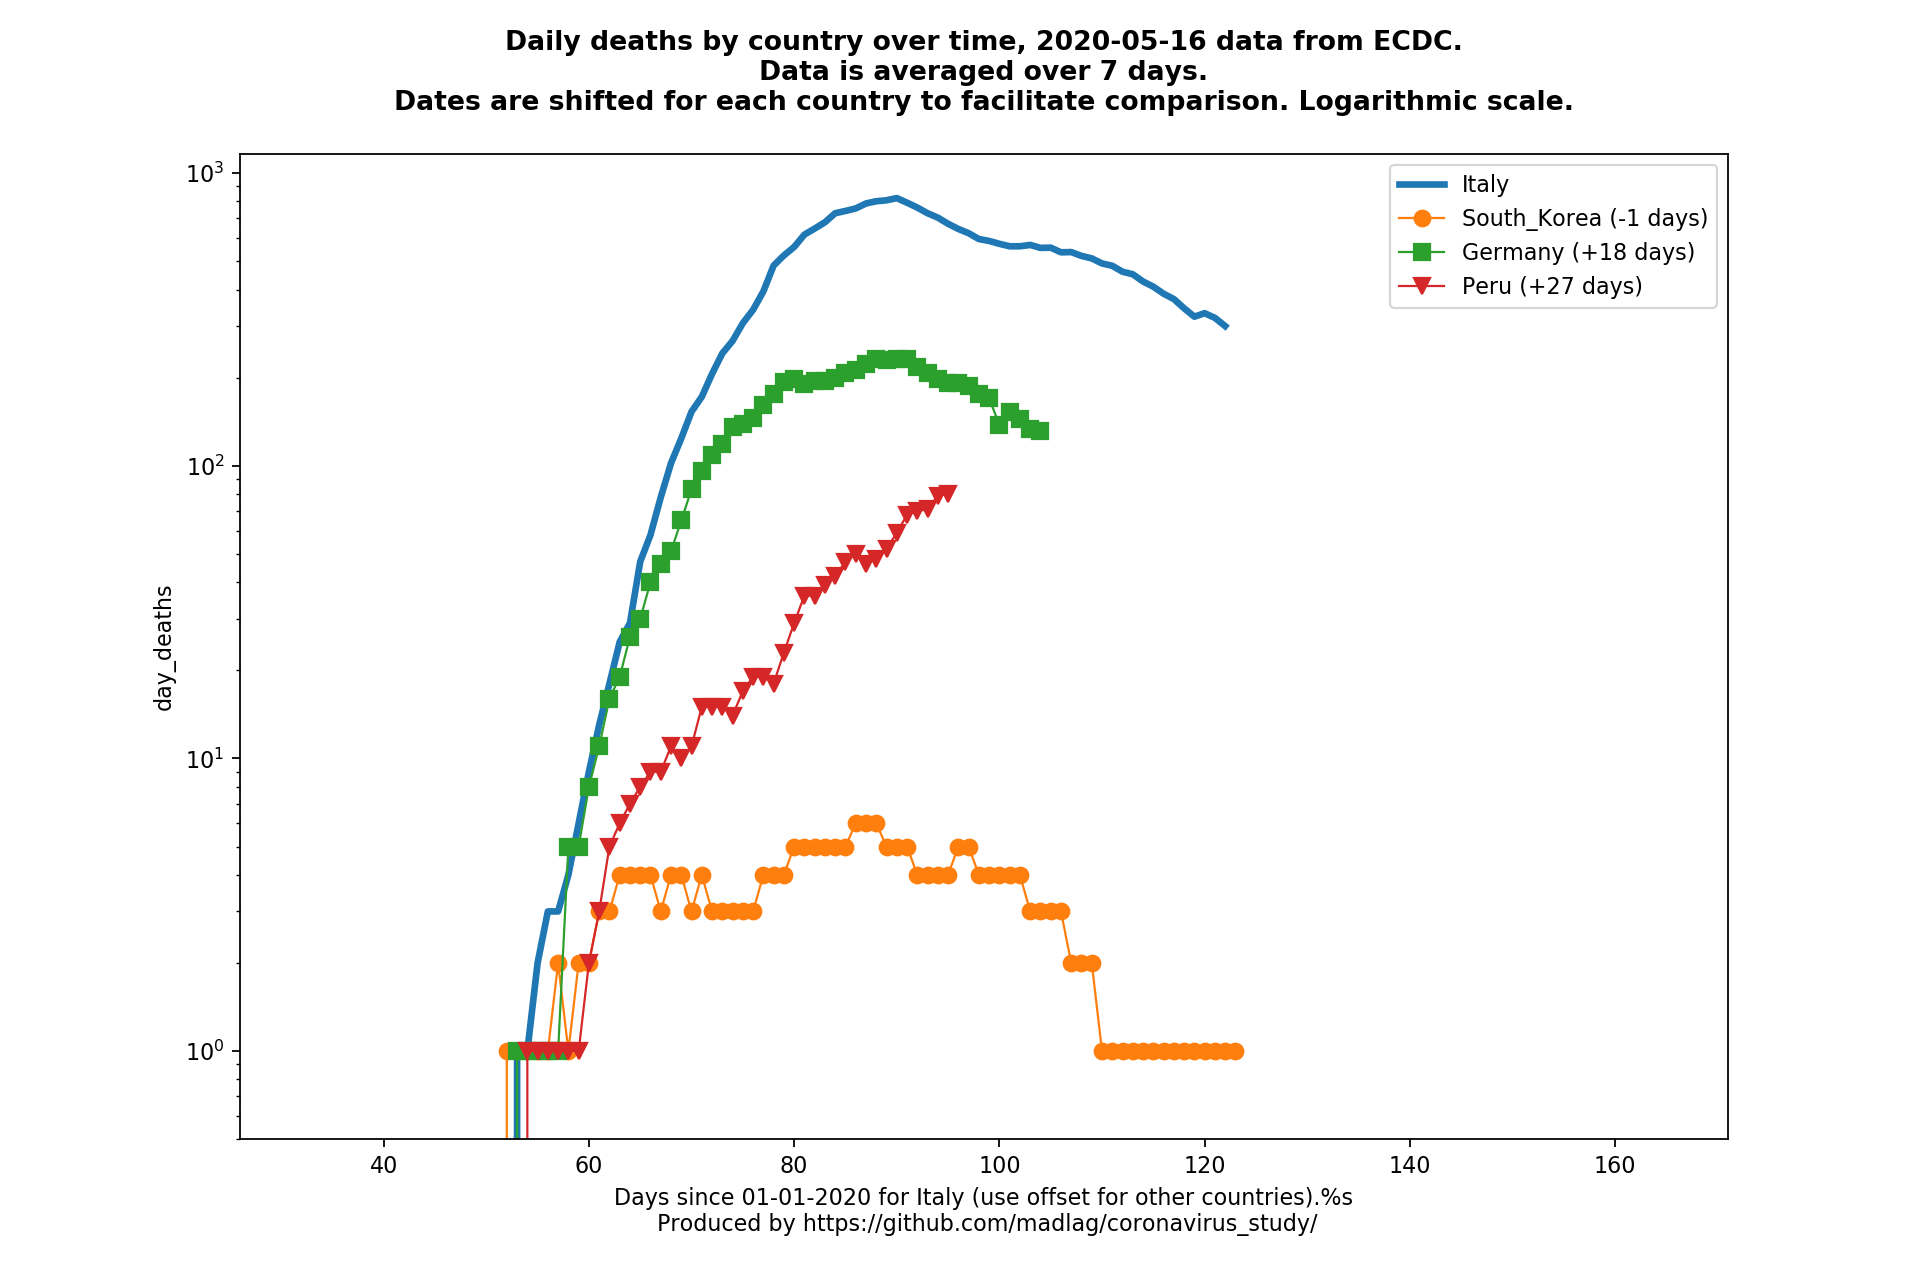 Daily deaths by country over time, 2020-05-16 data from ECDC.
Data is averaged over 7 days.
Dates are shifted for each country to facilitate comparison. Logarithmic scale.
Italy
South_Korea (-1 days)
Germany (+18 days)
Peru (+27 days)
day_deaths
10³
10²
10¹
10⁰
40 60 80 100 120 140 160
Days since 01-01-2020 for Italy (use offset for other countries).%s
Produced by https://github.com/madlag/coronavirus_study/